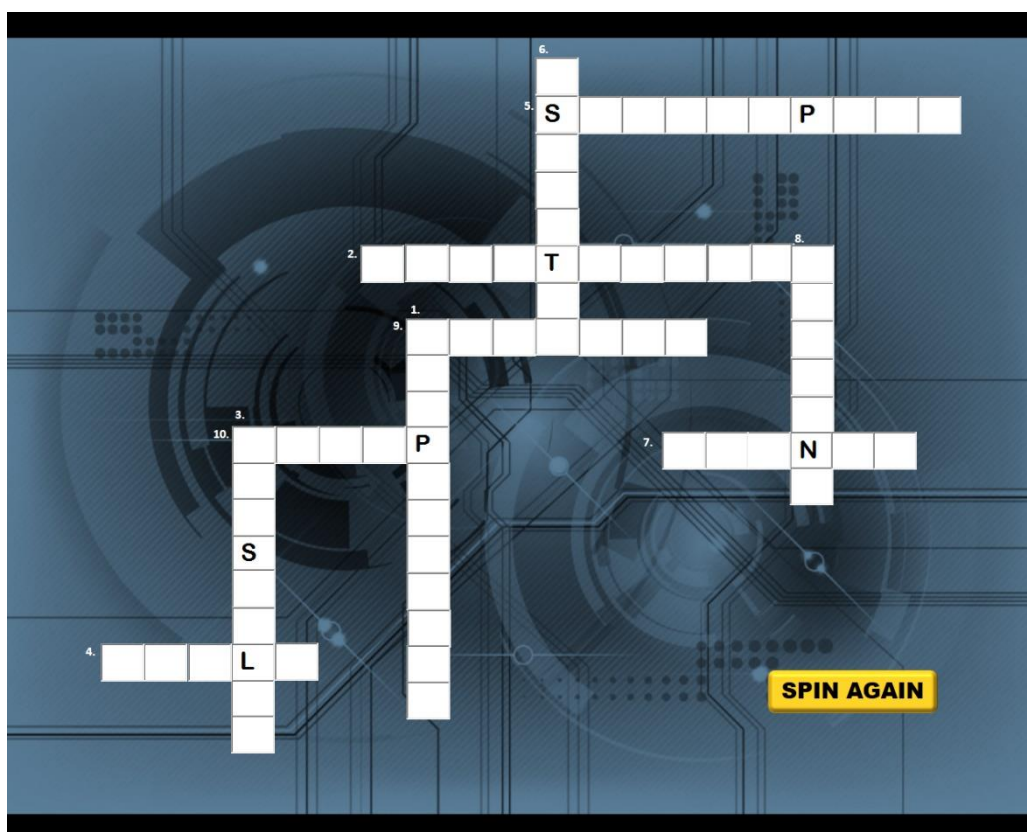 6.
5. S P
2. T 8.
1.
9.
3.
10. P 7. N
S
4. L
SPIN AGAIN